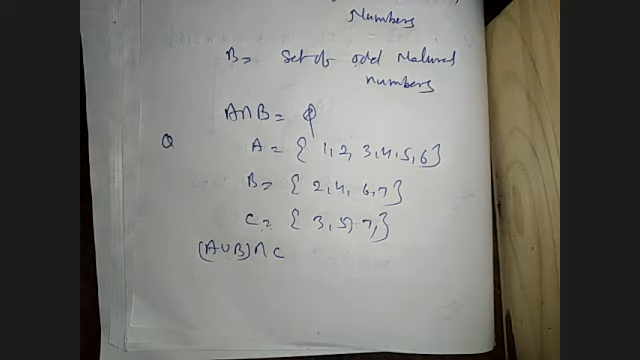 Numbers
B = Set of odd Natural
numbers
A∩B = ϕ
Q A = { 1, 2, 3, 4, 5, 6}
B = { 2, 4, 6, 7}
C = { 3, 5, 7, }
(A∪B)∩C